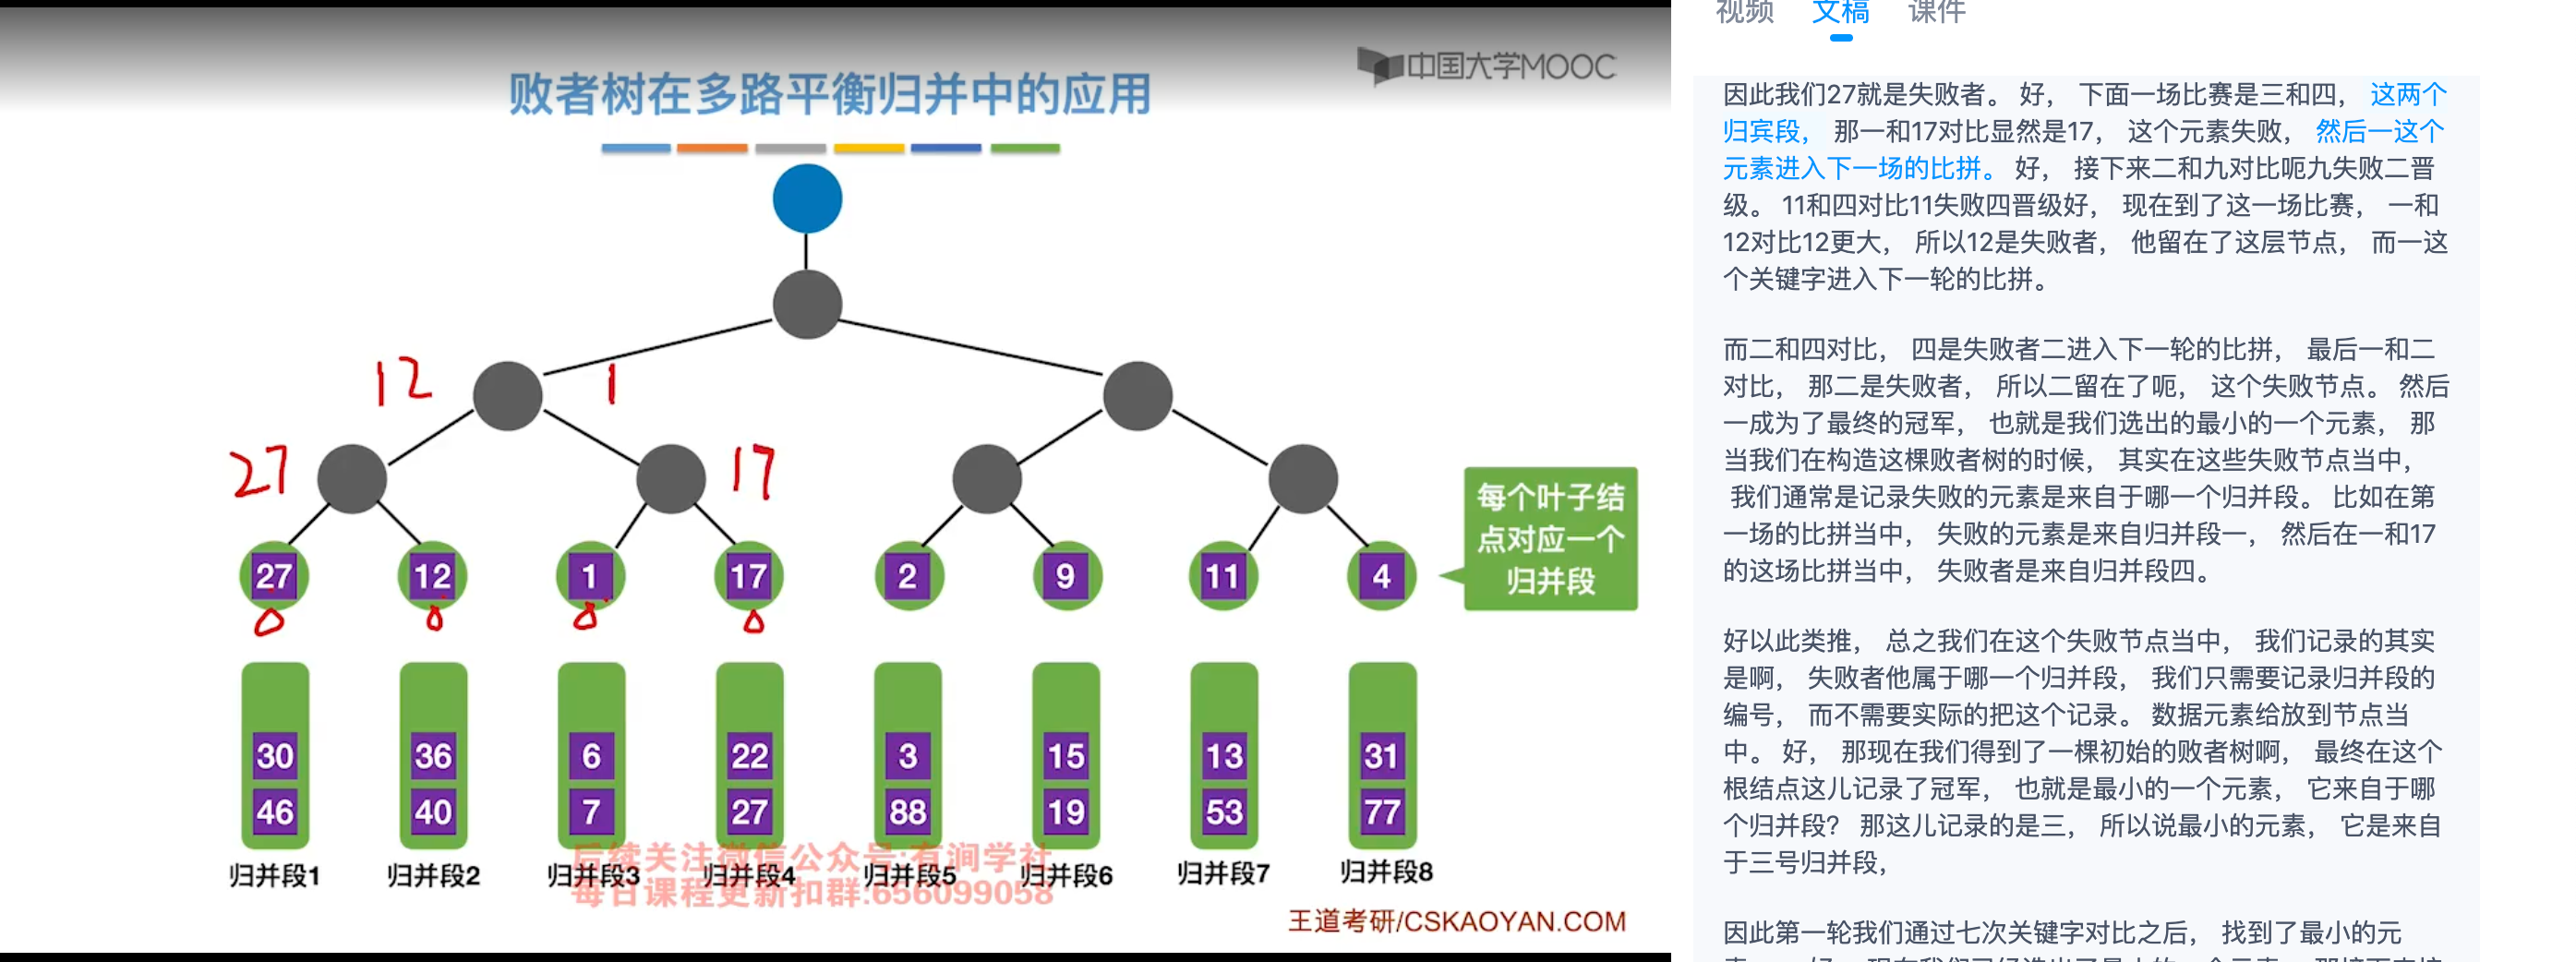 中国大学MOOC
败者树在多路平衡归并中的应用
12
1
27
17
每个叶子结
点对应一个
归并段
27 12 1 17 2 9 11 4
30 36 6 22 3 15 13 31
46 40 7 27 88 19 53 77
归并段1 归并段2 归并段3 归并段4 归并段5 归并段6 归并段7 归并段8
后续关注微信公众号:有涧学社
每日课程更新扣群:656099058
王道考研/CSKAOYAN.COM
视频 文稿 课件
因此我们27就是失败者。 好， 下面一场比赛是三和四， 这两个
归宾段， 那一和17对比显然是17， 这个元素失败， 然后一这个
元素进入下一场的比拼。 好， 接下来二和九对比呃九失败二晋
级。 11和四对比11失败四晋级好， 现在到了这一场比赛， 一和
12对比12更大， 所以12是失败者， 他留在了这层节点， 而一这
个关键字进入下一轮的比拼。
而二和四对比， 四是失败者二进入下一轮的比拼， 最后一和二
对比， 那二是失败者， 所以二留在了呃， 这个失败节点。 然后
一成为了最终的冠军， 也就是我们选出的最小的一个元素， 那
当我们在构造这棵败者树的时候， 其实在这些失败节点当中，
我们通常是记录失败的元素是来自于哪一个归并段。 比如在第
一场的比拼当中， 失败的元素是来自归并段一， 然后在一和17
的这场比拼当中， 失败者是来自归并段四。
好以此类推， 总之我们在这个失败节点当中， 我们记录的其实
是啊， 失败者他属于哪一个归并段， 我们只需要记录归并段的
编号， 而不需要实际的把这个记录。 数据元素给放到节点当
中。 好， 那现在我们得到了一棵初始的败者树啊， 最终在这个
根结点这儿记录了冠军， 也就是最小的一个元素， 它来自于哪
个归并段? 那这儿记录的是三， 所以说最小的元素， 它是来自
于三号归并段，
因此第一轮我们通过七次关键字对比之后， 找到了最小的元